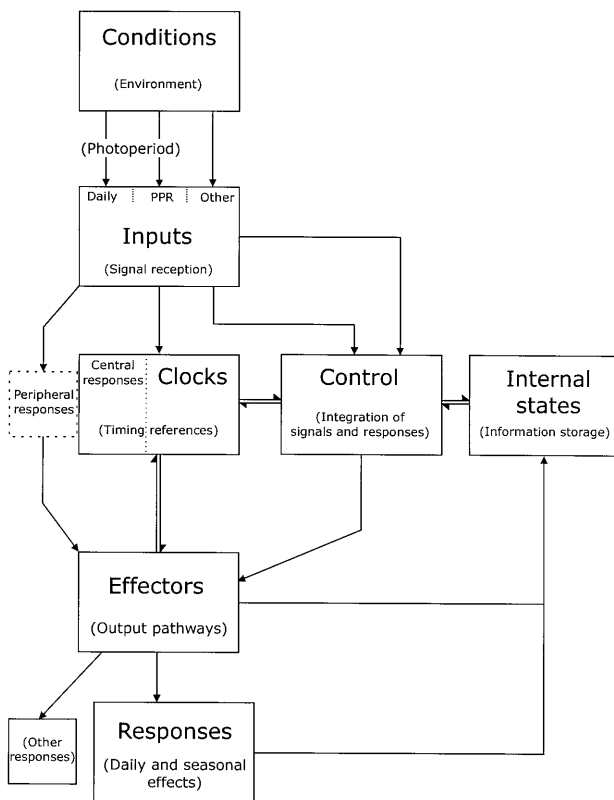 Conditions
(Environment)
(Photoperiod)
Daily PPR Other
Inputs
(Signal reception)
Peripheral
responses
Central
responses
Clocks
(Timing references)
Control
(Integration of
signals and responses)
Internal
states
(Information storage)
Effectors
(Output pathways)
(Other
responses)
Responses
(Daily and seasonal
effects)